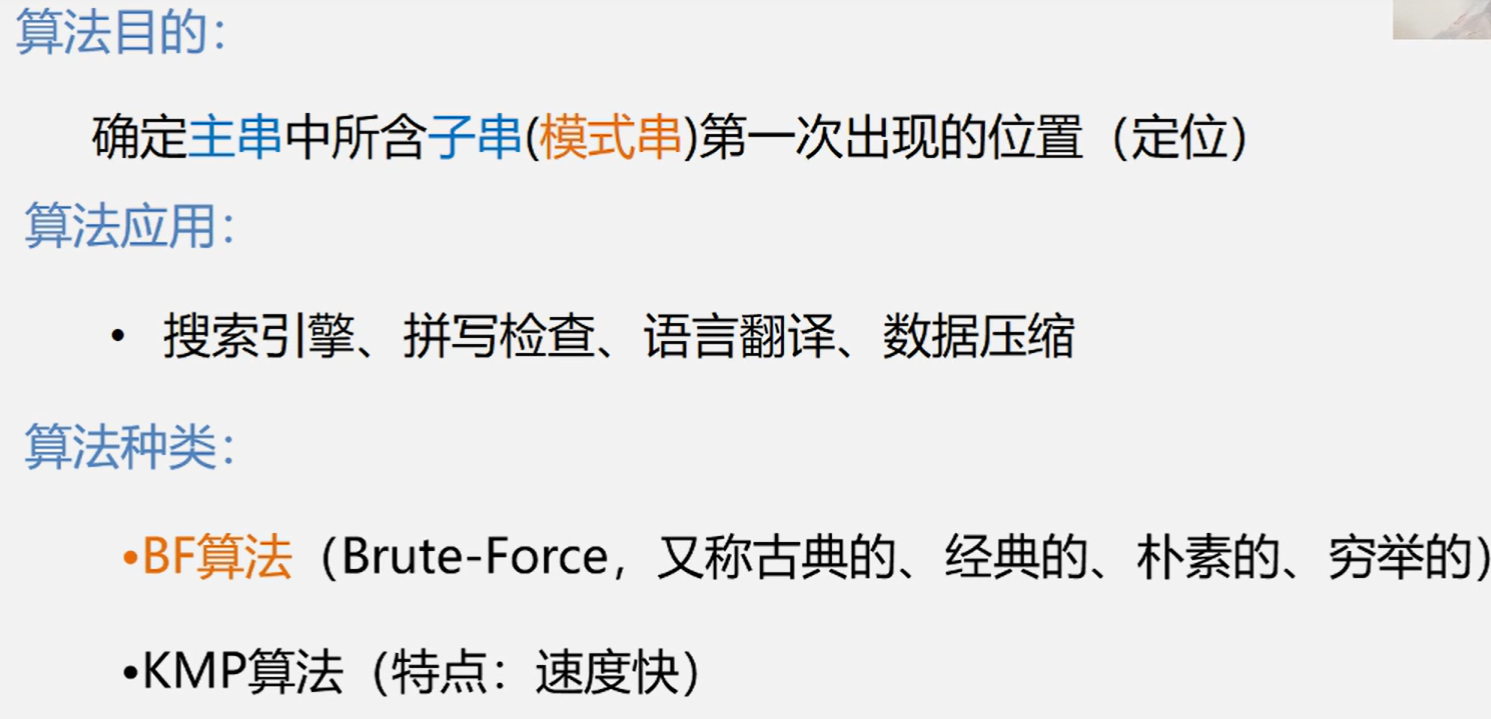 算法目的：
确定主串中所含子串(模式串)第一次出现的位置（定位）
算法应用：
• 搜索引擎、拼写检查、语言翻译、数据压缩
算法种类：
•BF算法（Brute-Force，又称古典的、经典的、朴素的、穷举的）
•KMP算法（特点：速度快）